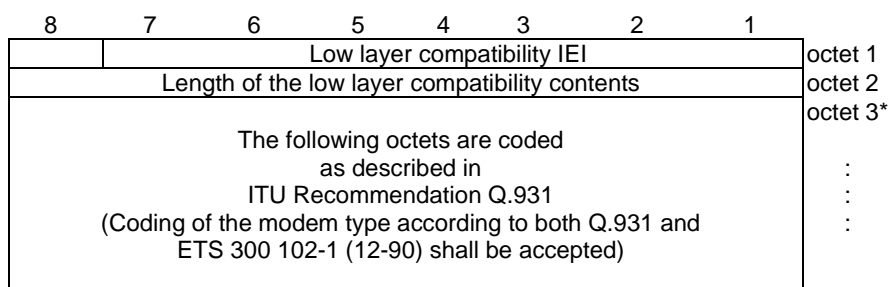 8 7 6 5 4 3 2 1
Low layer compatibility IEI octet 1
Length of the low layer compatibility contents octet 2
octet 3*
The following octets are coded
as described in :
ITU Recommendation Q.931 :
(Coding of the modem type according to both Q.931 and :
ETS 300 102-1 (12-90) shall be accepted)